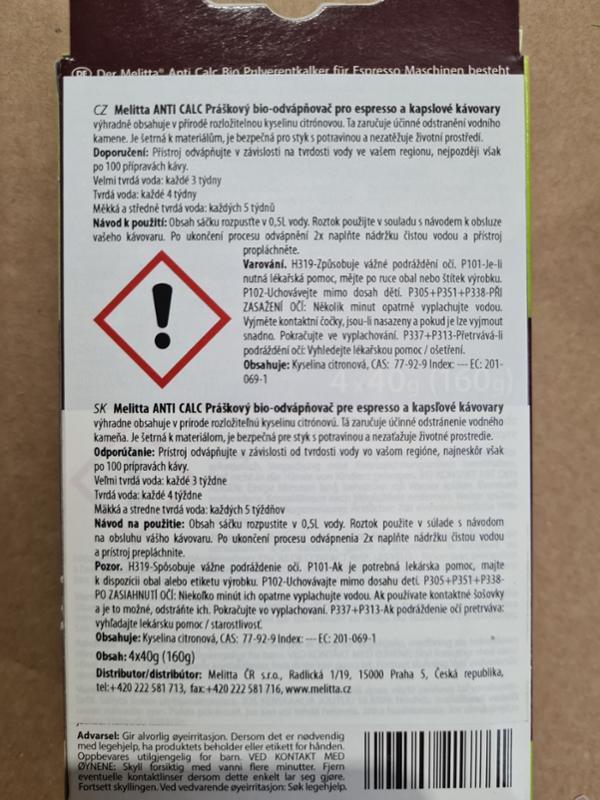 DE Der Melitta® Anti Calc Bio Pulverentkalker für Espresso Maschinen besteht
CZ Melitta ANTI CALC Práškový bio-odvápňovač pro espresso a kapslové kávovary
výhradně obsahuje v přírodě rozložitelnou kyselinu citrónovou. Ta zaručuje účinné odstranění vodního
kamene. Je šetrná k materiálům, je bezpečná pro styk s potravinou a nezatěžuje životní prostředí.
Doporučení: Přístroj odvápňujte v závislosti na tvrdosti vody ve vašem regionu, nejpozději však
po 100 přípravách kávy.
Velmi tvrdá voda: každé 3 týdny
Tvrdá voda: každé 4 týdny
Měkká a středně tvrdá voda: každých 5 týdnů
Návod k použití: Obsah sáčku rozpusťte v 0,5L vody. Roztok použijte v souladu s návodem k obsluze
vašeho kávovaru. Po ukončení procesu odvápnění 2x naplňte nádržku čistou vodou a přístroj
propláchněte.
Varování. H319-Způsobuje vážné podráždění očí. P101-Je-li
nutná lékařská pomoc, mějte po ruce obal nebo štítek výrobku.
P102-Uchovávejte mimo dosah dětí. P305+P351+P338-PŘI
ZASAŽENÍ OČÍ: Několik minut opatrně vyplachujte vodou.
Vyjměte kontaktní čočky, jsou-li nasazeny a pokud je lze vyjmout
snadno. Pokračujte ve vyplachování. P337+P313-Přetrvává-li
podráždění očí: Vyhledejte lékařskou pomoc / ošetření.
Obsahuje: Kyselina citronová, CAS: 77-92-9 Index: --- EC: 201-
069-1
4x40g (160g)
SK Melitta ANTI CALC Práškový bio-odvápňovač pre espresso a kapsľové kávovary
výhradne obsahuje v prírode rozložiteľnú kyselinu citrónovú. Tá zaručuje účinné odstránenie vodného
kameňa. Je šetrná k materiálom, je bezpečná pre styk s potravinou a nezaťažuje životné prostredie.
Odporúčanie: Prístroj odvápňujte v závislosti od tvrdosti vody vo vašom regióne, najneskôr však
po 100 prípravách kávy.
Veľmi tvrdá voda: každé 3 týždne
Tvrdá voda: každé 4 týždne
Mäkká a stredne tvrdá voda: každých 5 týždňov
Návod na použitie: Obsah sáčku rozpustite v 0,5L vody. Roztok použite v súlade s návodom
na obsluhu vášho kávovaru. Po ukončení procesu odvápnenia 2x naplňte nádržku čistou vodou
a prístroj prepláchnite.
Pozor. H319-Spôsobuje vážne podráždenie očí. P101-Ak je potrebná lekárska pomoc, majte
k dispozícii obal alebo etiketu výrobku. P102-Uchovávajte mimo dosahu detí. P305+P351+P338-
PO ZASIAHNUTÍ OČÍ: Niekoľko minút ich opatrne vyplachujte vodou. Ak používate kontaktné šošovky
a je to možné, odstráňte ich. Pokračujte vo vyplachovaní. P337+P313-Ak podráždenie očí pretrváva:
vyhľadajte lekársku pomoc / starostlivosť.
Obsahuje: Kyselina citronová, CAS: 77-92-9 Index: --- EC: 201-069-1
Obsah: 4x40g (160g)
Distributor/distribútor: Melitta ČR s.r.o., Radlická 1/19, 15000 Praha 5, Česká republika,
tel:+420 222 581 713, fax:+420 222 581 716, www.melitta.cz
Advarsel: Gir alvorlig øyeirritasjon. Dersom det er nødvendig
med legehjelp, ha produktets beholder eller etikett for hånden.
Oppbevares utilgjengelig for barn. VED KONTAKT MED
ØYNENE: Skyll forsiktig med vann flere minutter. Fjern
eventuelle kontaktlinser dersom dette enkelt lar seg gjøre.
Fortsett skyllingen. Ved vedvarende øyeirritasjon: Søk legehjelp.